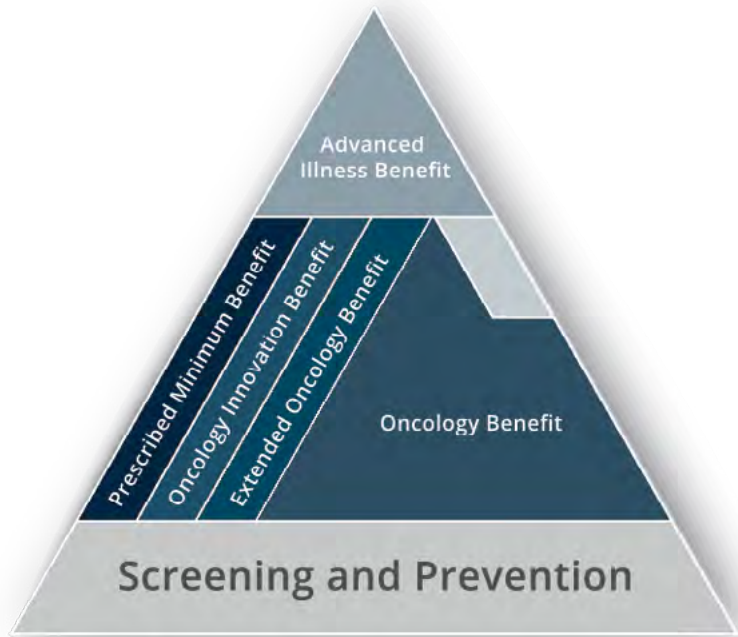 Advanced
Illness Benefit
Prescribed Minimum Benefit
Oncology Innovation Benefit
Extended Oncology Benefit
Oncology Benefit
Screening and Prevention